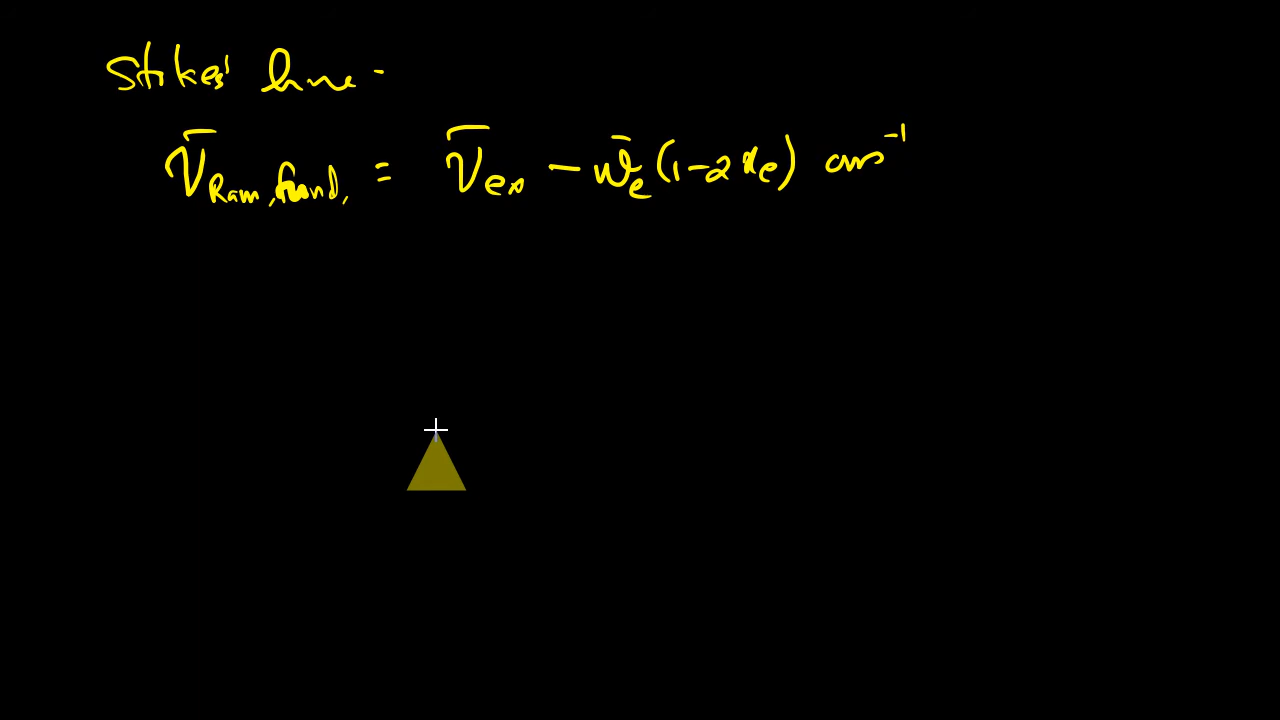 Stokes' line -
ν̅ Ram, fund, = ν̅ex - ω̅e (1-2xe) cm⁻¹